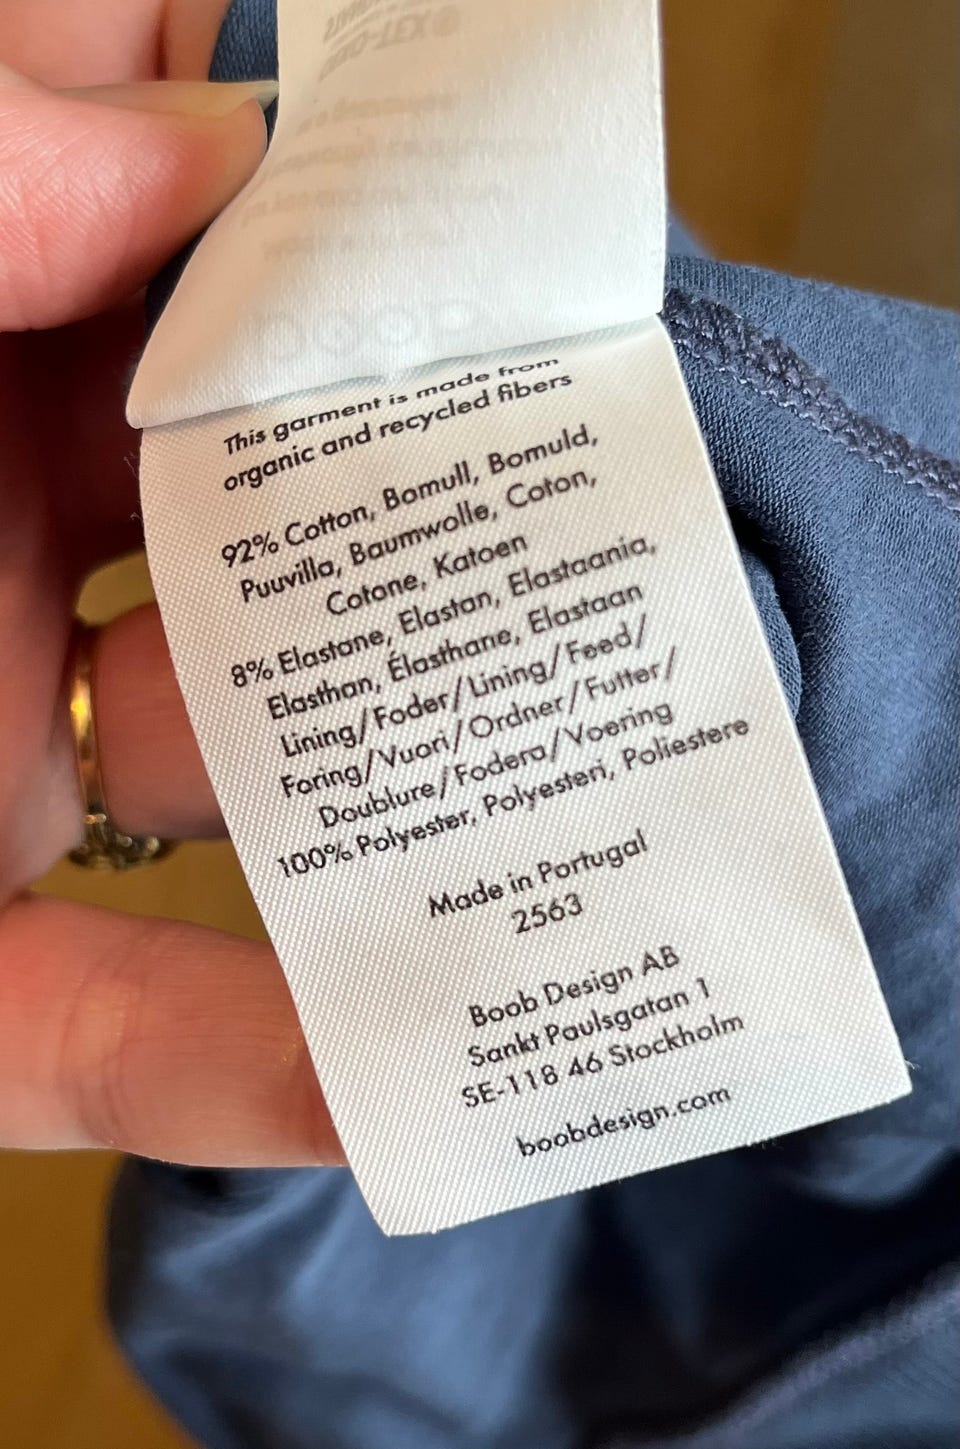 This garment is made from
organic and recycled fibers
92% Cotton, Bomull, Bomuld,
Puuvilla, Baumwolle, Coton,
Cotone, Katoen
8% Elastane, Elastan, Elastaania,
Elasthan, Élasthane, Elastaan
Lining/Foder/Lining/Feed/
Foring/Vuori/Ordner/Futter/
Doublure/Fodera/Voering
100% Polyester, Polyesteri, Poliestere
Made in Portugal
2563
Boob Design AB
Sankt Paulsgatan 1
SE-118 46 Stockholm
boobdesign.com